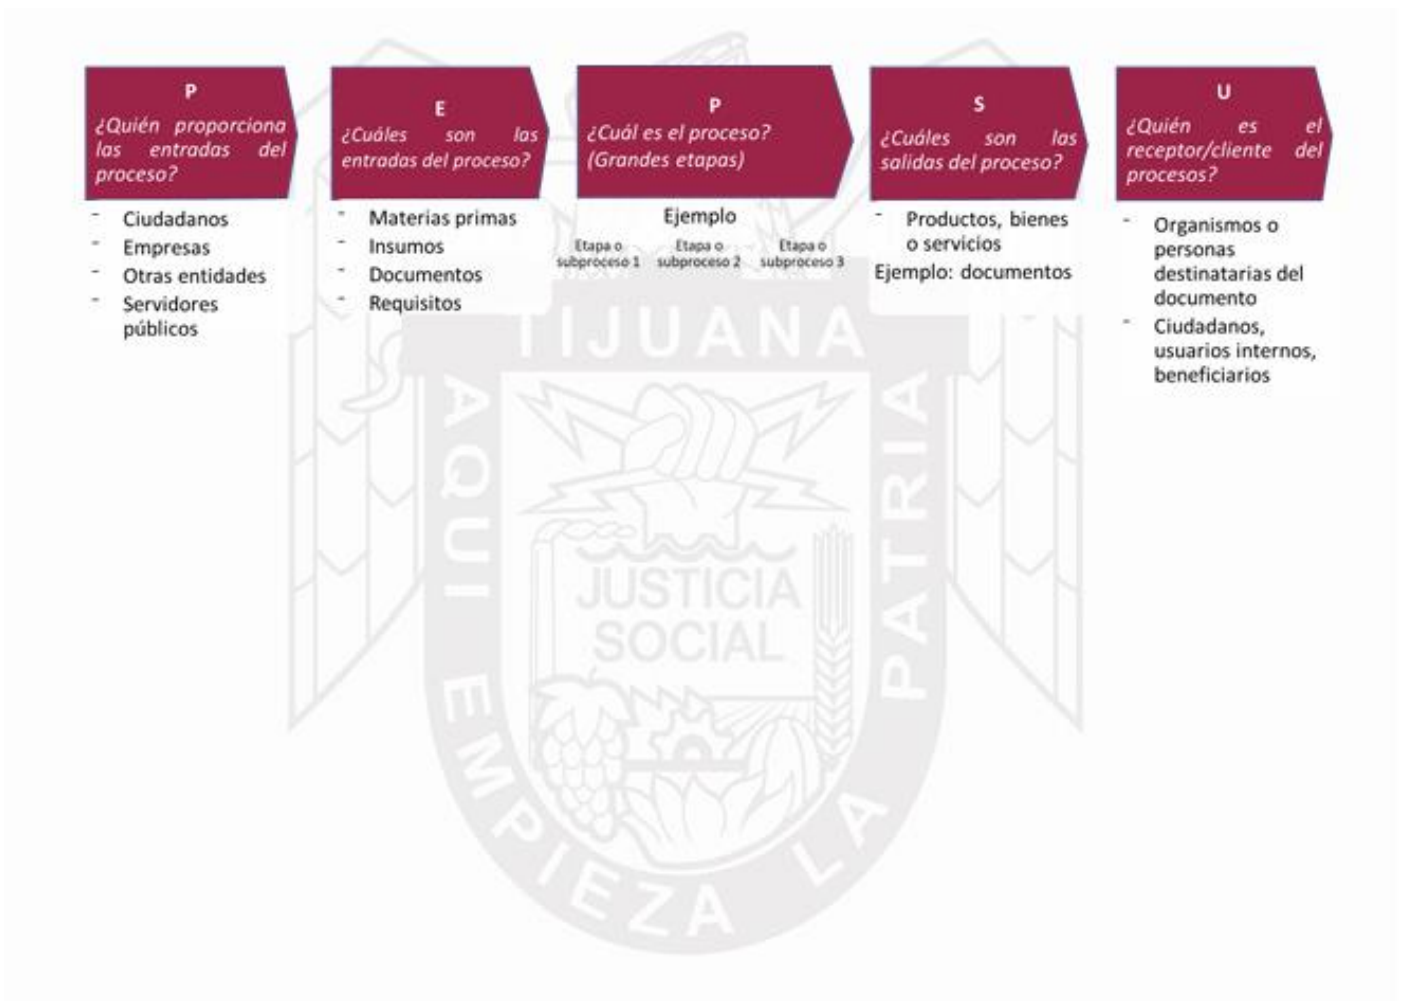 P
¿Quién proporciona
las entradas del
proceso?
- Ciudadanos
- Empresas
- Otras entidades
- Servidores
públicos
E
¿Cuáles son las
entradas del proceso?
- Materias primas
- Insumos
- Documentos
- Requisitos
P
¿Cuál es el proceso?
(Grandes etapas)
Ejemplo
Etapa o
subproceso 1
Etapa o
subproceso 2
Etapa o
subproceso 3
S
¿Cuáles son las
salidas del proceso?
- Productos, bienes
o servicios
Ejemplo: documentos
U
¿Quién es el
receptor/cliente del
procesos?
- Organismos o
personas
destinatarias del
documento
- Ciudadanos,
usuarios internos,
beneficiarios
TIJUANA
AQUI EMPIEZA LA PATRIA
JUSTICIA
SOCIAL